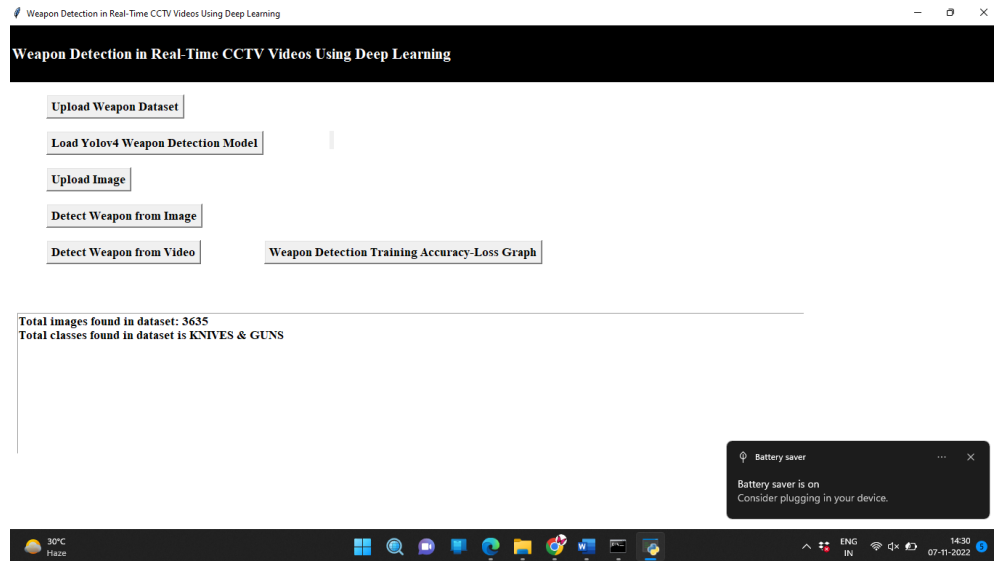 Weapon Detection in Real-Time CCTV Videos Using Deep Learning
Weapon Detection in Real-Time CCTV Videos Using Deep Learning
Upload Weapon Dataset
Load Yolov4 Weapon Detection Model
Upload Image
Detect Weapon from Image
Detect Weapon from Video
Weapon Detection Training Accuracy-Loss Graph
Total images found in dataset: 3635
Total classes found in dataset is KNIVES & GUNS
Battery saver
Battery saver is on
Consider plugging in your device.
30°C
Haze
ENG
IN
14:30
07-11-2022
5